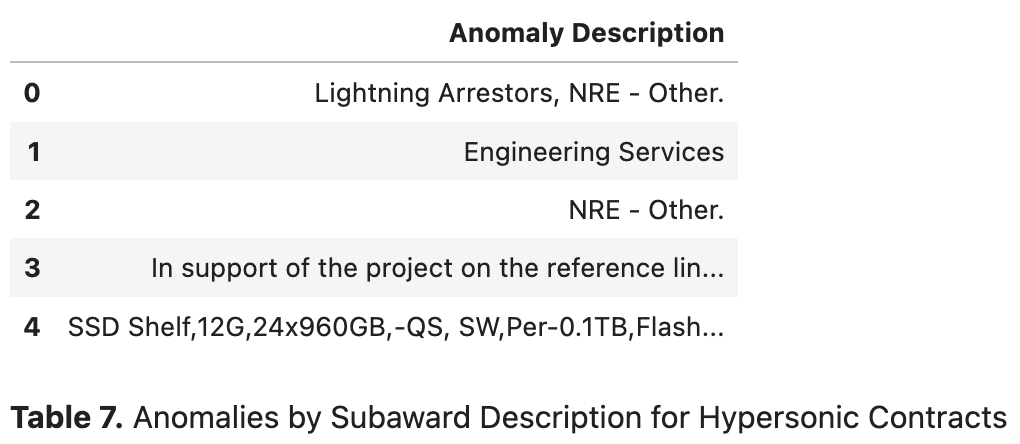 Anomaly Description
0 Lightning Arrestors, NRE - Other.
1 Engineering Services
2 NRE - Other.
3 In support of the project on the reference lin...
4 SSD Shelf,12G,24x960GB,-QS, SW,Per-0.1TB,Flash...
Table 7. Anomalies by Subaward Description for Hypersonic Contracts